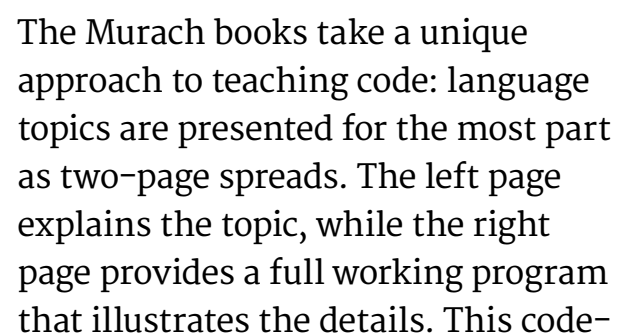 The Murach books take a unique
approach to teaching code: language
topics are presented for the most part
as two-page spreads. The left page
explains the topic, while the right
page provides a full working program
that illustrates the details. This code-